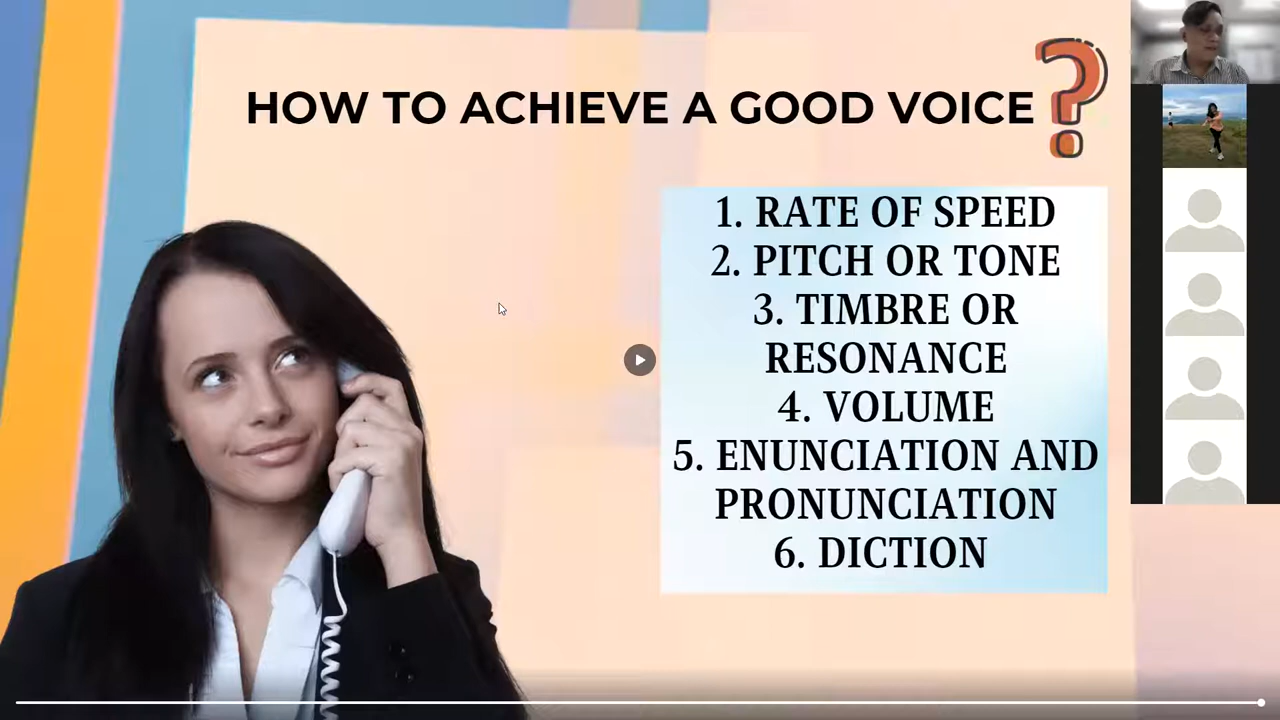 HOW TO ACHIEVE A GOOD VOICE?
1. RATE OF SPEED
2. PITCH OR TONE
3. TIMBRE OR
RESONANCE
4. VOLUME
5. ENUNCIATION AND
PRONUNCIATION
6. DICTION